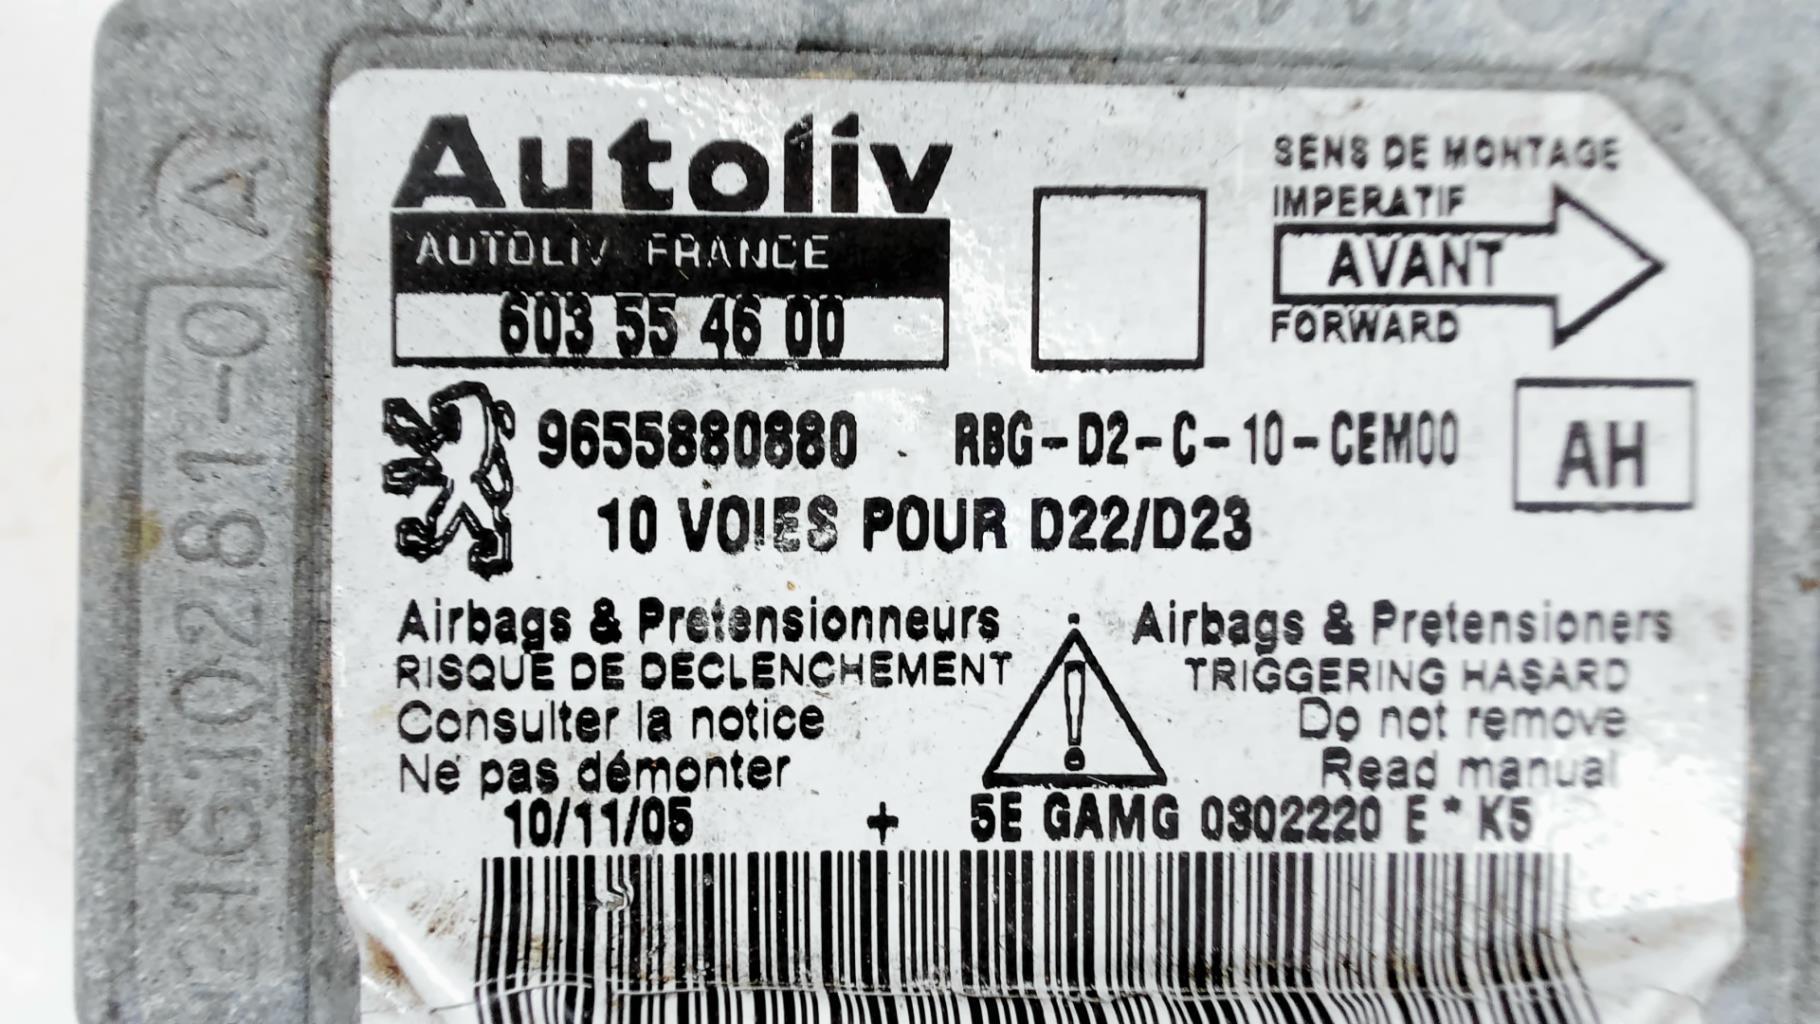 Autoliv
AUTOLIV FRANCE
603 55 46 00
SENS DE MONTAGE
IMPERATIF
AVANT
FORWARD
9655880880 RBG-D2-C-10-CEM00
AH
10 VOIES POUR D22/D23
Airbags & Pretensionneurs
RISQUE DE DECLENCHEMENT
Consulter la notice
Ne pas démonter
Airbags & Pretensioners
TRIGGERING HASARD
Do not remove
Read manual
10/11/05 + 5E GAMG 0302220 E * K5
A